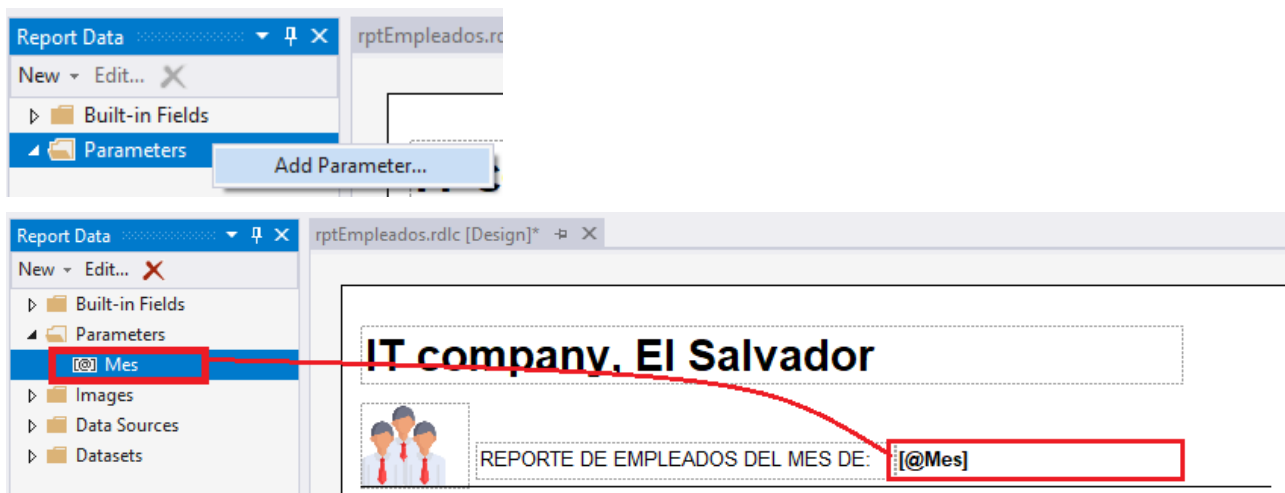 Report Data
rptEmpleados.rd
New Edit...
Built-in Fields
Parameters
Add Parameter...
Report Data
rptEmpleados.rdlc [Design]*
New Edit...
Built-in Fields
Parameters
[@] Mes
Images
Data Sources
Datasets
IT company, El Salvador
REPORTE DE EMPLEADOS DEL MES DE: [@Mes]